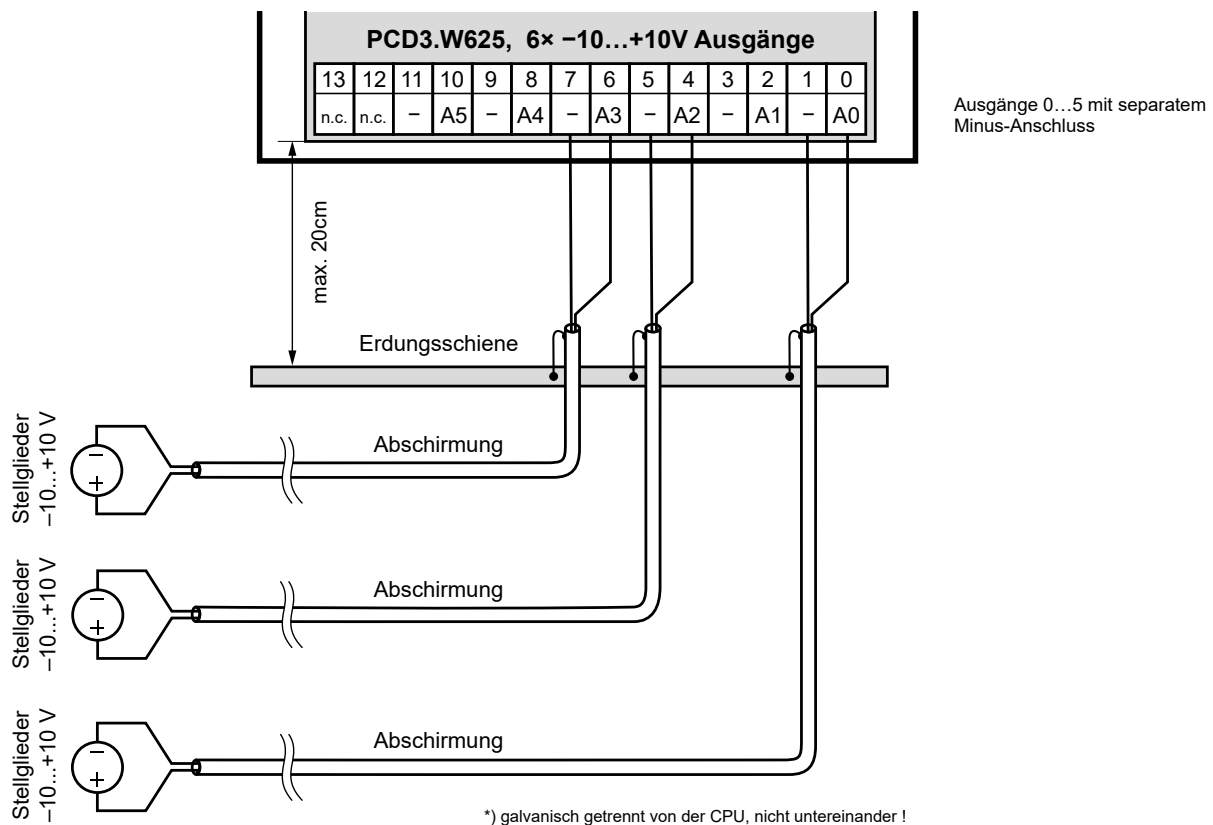 PCD3.W625, 6× −10…+10V Ausgänge
13 12 11 10 9 8 7 6 5 4 3 2 1 0
n.c. n.c. − A5 − A4 − A3 − A2 − A1 − A0
Ausgänge 0…5 mit separatem
Minus-Anschluss
max. 20cm
Erdungsschiene
Stellglieder
−10...+10 V
−
+
Abschirmung
Stellglieder
−10...+10 V
−
+
Abschirmung
Stellglieder
−10...+10 V
−
+
Abschirmung
*) galvanisch getrennt von der CPU, nicht untereinander !